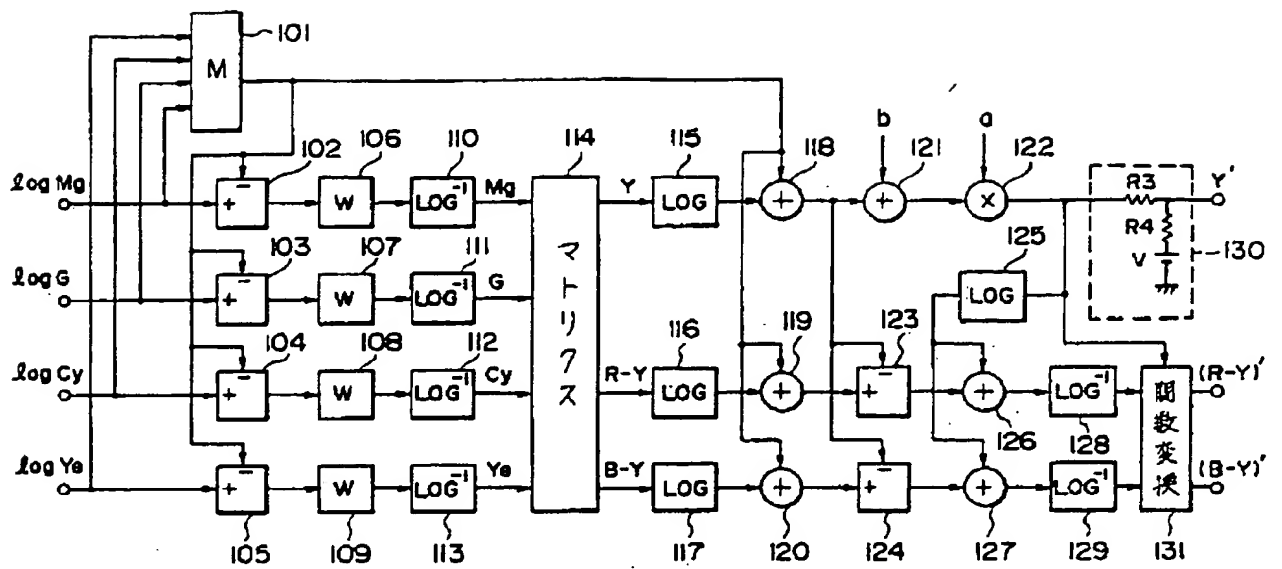 101
M
102
106
110
114
115
118
b
121
a
122
log Mg
−
+
W
LOG⁻¹
Mg
Y
LOG
+
+
×
R3
Y'
R4
V
130
103
107
111
125
log G
−
+
W
LOG⁻¹
G
マトリクス
LOG
104
108
112
116
119
123
log Cy
−
+
W
LOG⁻¹
Cy
R-Y
LOG
+
−
+
+
126
LOG⁻¹
128
関数変換
(R-Y)'
log Ye
−
+
W
LOG⁻¹
Ye
B-Y
LOG
+
−
+
+
LOG⁻¹
(B-Y)'
105
109
113
117
120
124
127
129
131